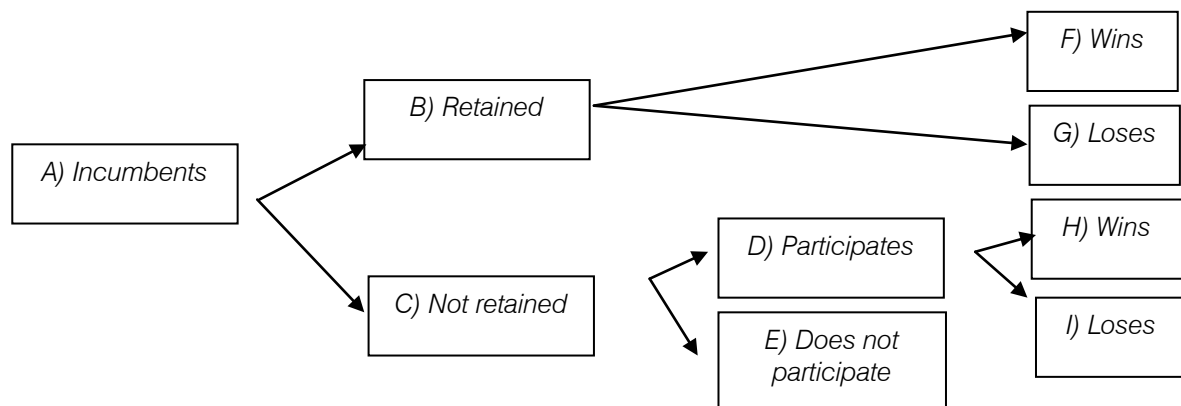 F) Wins
B) Retained
G) Loses
A) Incumbents
H) Wins
D) Participates
C) Not retained
I) Loses
E) Does not
participate